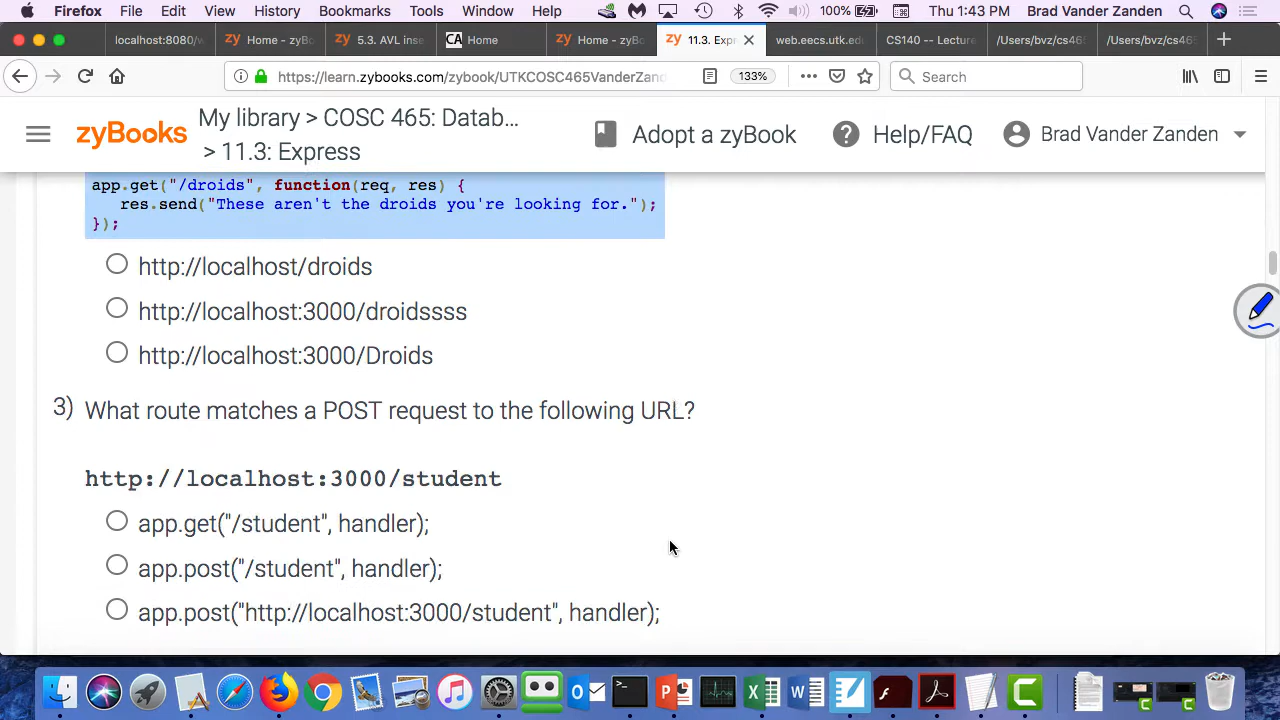 Firefox File Edit View History Bookmarks Tools Window Help 100% Thu 1:43 PM Brad Vander Zanden
localhost:8080/w Home - zyBo 5.3. AVL inse Home Home - zyBo 11.3. Expr web.eecs.utk.edu CS140 -- Lecture /Users/bvz/cs46 /Users/bvz/cs465
https://learn.zybooks.com/zybook/UTKCOSC465VanderZand 133% Search
zyBooks
My library > COSC 465: Datab...
> 11.3: Express
Adopt a zyBook
Help/FAQ
Brad Vander Zanden
app.get("/droids", function(req, res) {
res.send("These aren't the droids you're looking for.");
});
http://localhost/droids
http://localhost:3000/droidssss
http://localhost:3000/Droids
3) What route matches a POST request to the following URL?
http://localhost:3000/student
app.get("/student", handler);
app.post("/student", handler);
app.post("http://localhost:3000/student", handler);